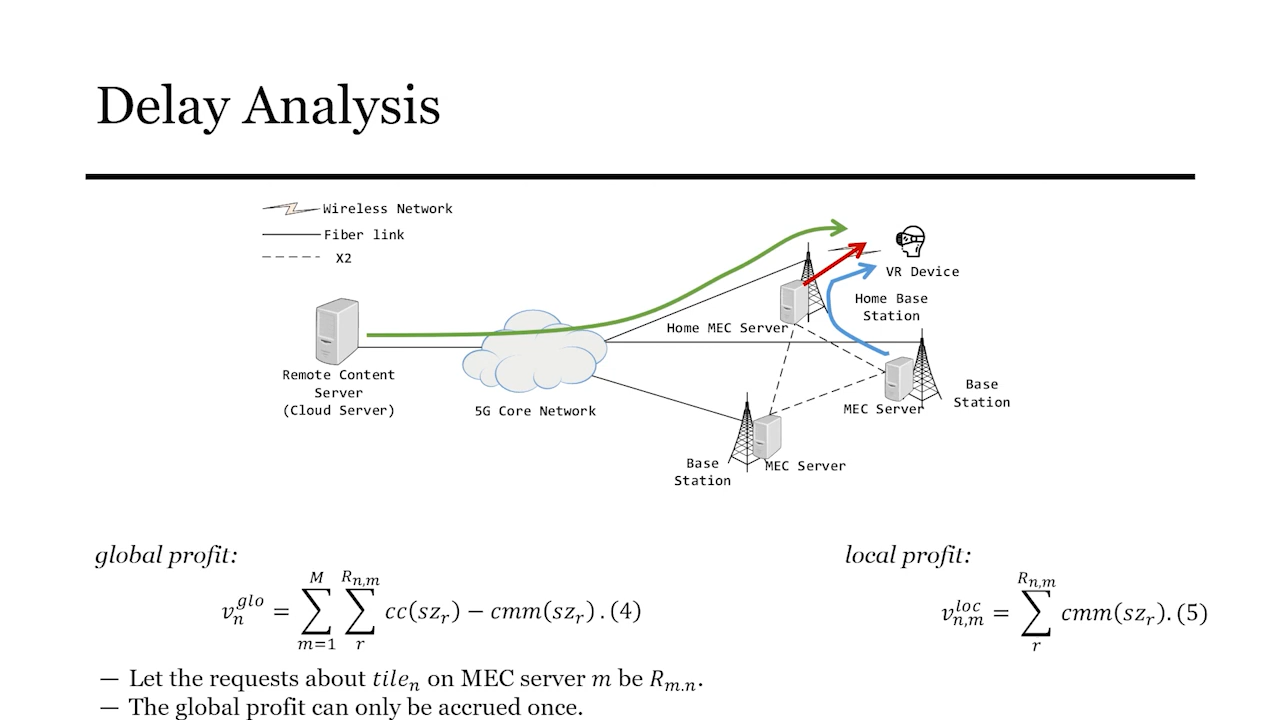 Delay Analysis
Wireless Network
Fiber link
X2
VR Device
Home Base
Station
Home MEC Server
Remote Content
Server
(Cloud Server)
5G Core Network
MEC Server
Base
Station
Base
Station
MEC Server
global profit:
v_n^{glo} = \sum_{m=1}^{M} \sum_{r}^{R_{n,m}} cc(sz_r) − cmm(sz_r). (4)
local profit:
v_{n,m}^{loc} = \sum_{r}^{R_{n,m}} cmm(sz_r). (5)
— Let the requests about tile_n on MEC server m be R_{m.n}.
— The global profit can only be accrued once.